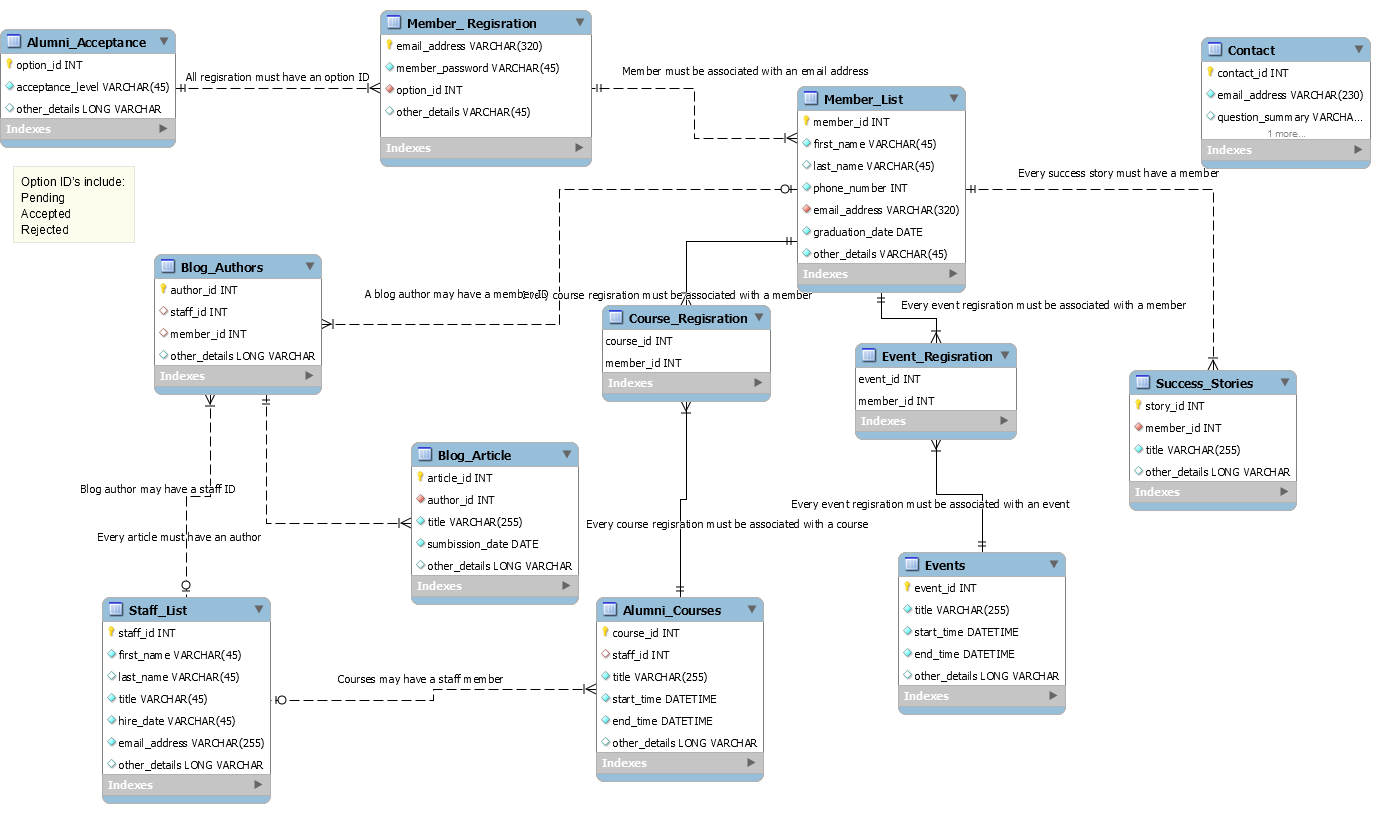 Alumni_Acceptance
option_id INT
acceptance_level VARCHAR(45)
other_details LONG VARCHAR
Indexes
All regisration must have an option ID
Member_ Regisration
email_address VARCHAR(320)
member_password VARCHAR(45)
option_id INT
other_details VARCHAR(45)
Indexes
Member must be associated with an email address
Member_List
member_id INT
first_name VARCHAR(45)
last_name VARCHAR(45)
phone_number INT
email_address VARCHAR(320)
graduation_date DATE
other_details VARCHAR(45)
Indexes
Contact
contact_id INT
email_address VARCHAR(230)
question_summary VARCHA...
1 more...
Indexes
Option ID's include:
Pending
Accepted
Rejected
Every success story must have a member
Blog_Authors
author_id INT
staff_id INT
member_id INT
other_details LONG VARCHAR
Indexes
A blog author may have a member ID
course regisration must be associated with a member
Course_Regisration
course_id INT
member_id INT
Indexes
Every event regisration must be associated with a member
Event_Regisration
event_id INT
member_id INT
Indexes
Success_Stories
story_id INT
member_id INT
title VARCHAR(255)
other_details LONG VARCHAR
Indexes
Blog_Article
article_id INT
author_id INT
title VARCHAR(255)
sumbission_date DATE
other_details LONG VARCHAR
Indexes
Blog author may have a staff ID
Every article must have an author
Every course regisration must be associated with a course
Every event regisration must be associated with an event
Events
event_id INT
title VARCHAR(255)
start_time DATETIME
end_time DATETIME
other_details LONG VARCHAR
Indexes
Staff_List
staff_id INT
first_name VARCHAR(45)
last_name VARCHAR(45)
title VARCHAR(45)
hire_date VARCHAR(45)
email_address VARCHAR(255)
other_details LONG VARCHAR
Indexes
Courses may have a staff member
Alumni_Courses
course_id INT
staff_id INT
title VARCHAR(255)
start_time DATETIME
end_time DATETIME
other_details LONG VARCHAR
Indexes